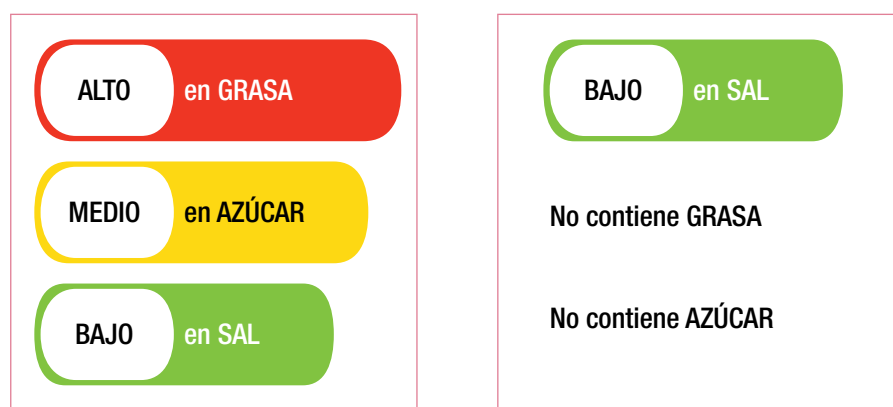 ALTO en GRASA
MEDIO en AZÚCAR
BAJO en SAL
BAJO en SAL
No contiene GRASA
No contiene AZÚCAR